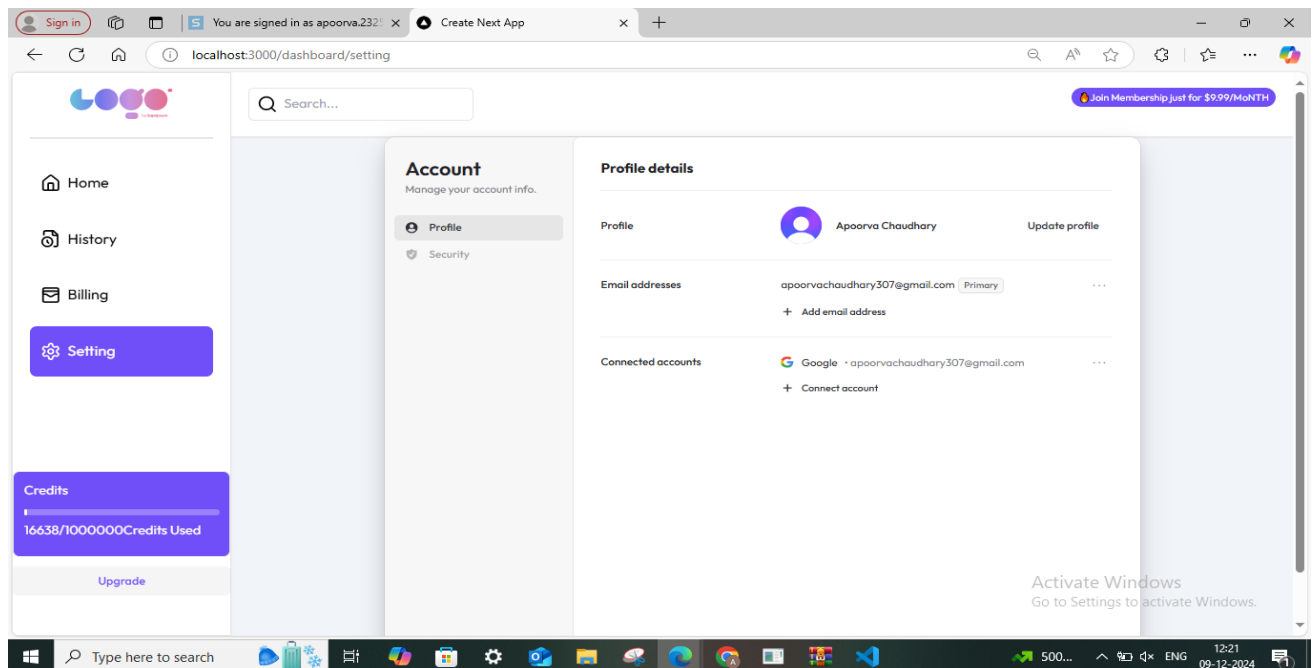 Sign in
You are signed in as apoorva.232
Create Next App
localhost:3000/dashboard/setting
LOGO
Search...
Join Membership just for $9.99/MoNTH
Home
History
Billing
Setting
Credits
16638/1000000Credits Used
Upgrade
Account
Manage your account info.
Profile
Security
Profile details
Profile
Apoorva Chaudhary
Update profile
Email addresses
apoorvachaudhary307@gmail.com Primary
+ Add email address
Connected accounts
Google • apoorvachaudhary307@gmail.com
+ Connect account
Activate Windows
Go to Settings to activate Windows.
Type here to search
500...
ENG
12:21
09-12-2024
1